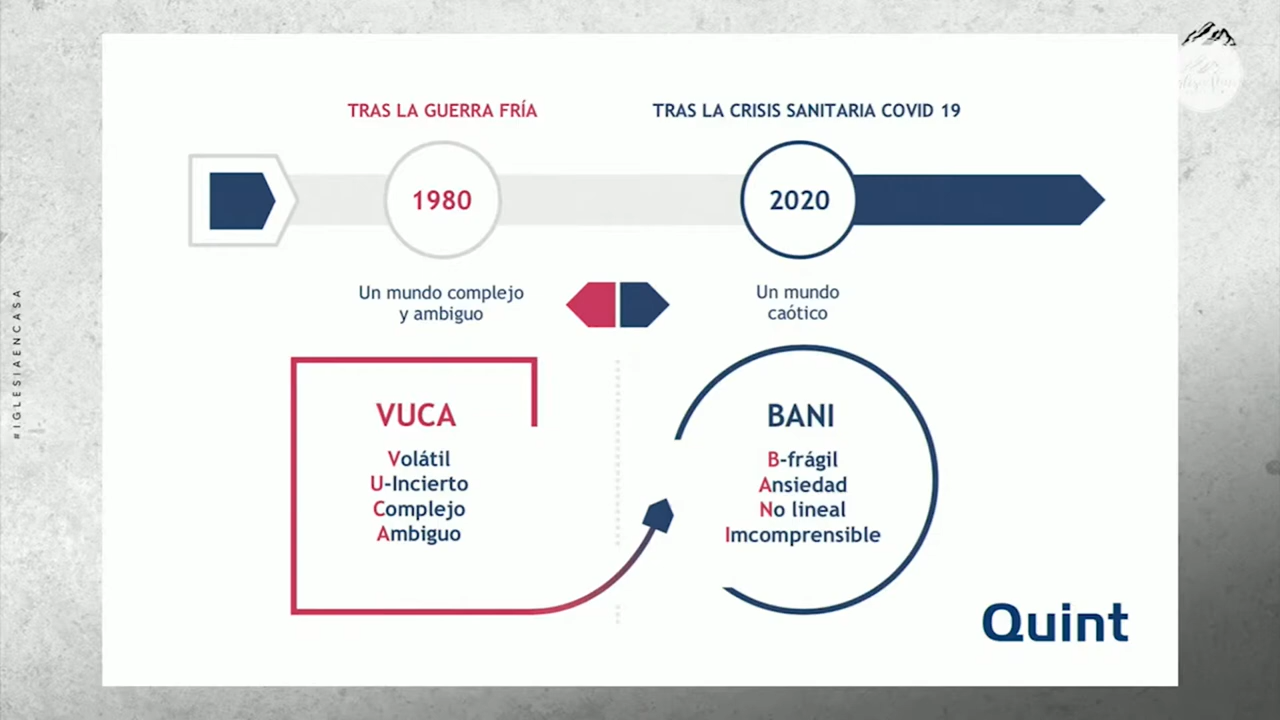 TRAS LA GUERRA FRÍA
TRAS LA CRISIS SANITARIA COVID 19
1980
2020
Un mundo complejo
y ambiguo
Un mundo
caótico
VUCA
Volátil
U-Incierto
Complejo
Ambiguo
BANI
B-frágil
Ansiedad
No lineal
Imcomprensible
Quint
#IGLESIAENCASA